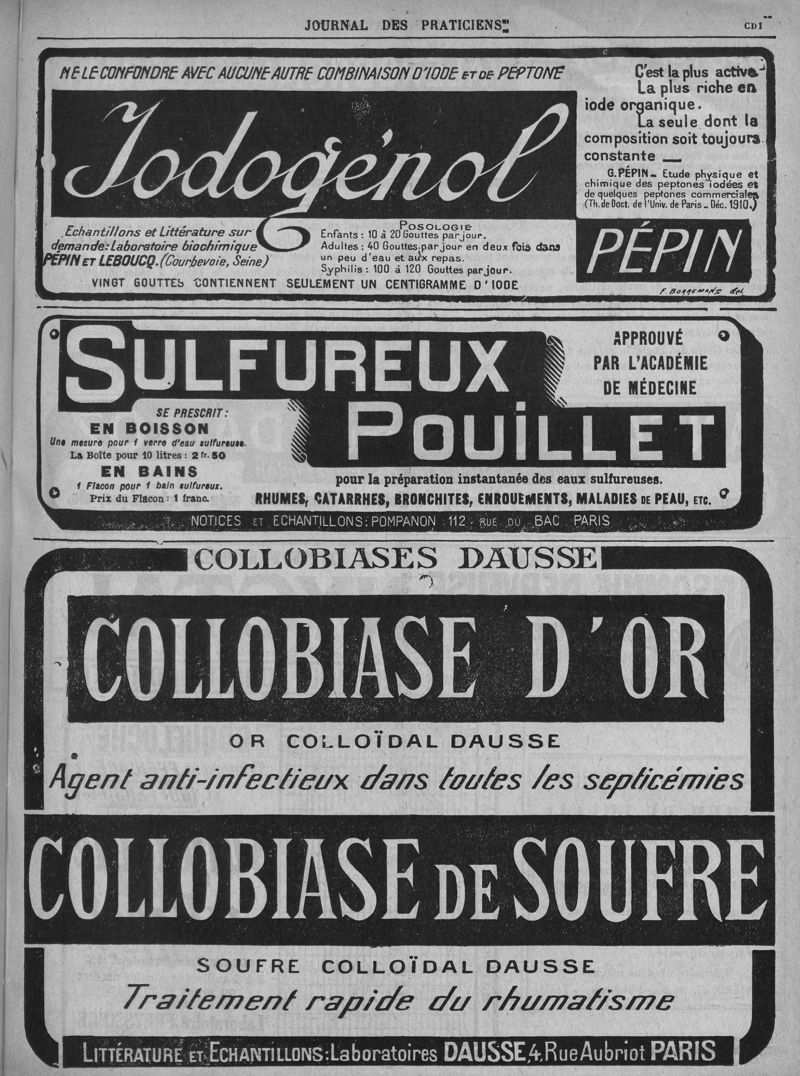 JOURNAL DES PRATICIENS
CDI
NE LE CONFONDRE AVEC AUCUNE AUTRE COMBINAISON D'IODE ET DE PEPTONE
Iodogénol
C'est la plus active
La plus riche en
iode organique.
La seule dont la
composition soit toujours
constante —
G. PÉPIN - Etude physique et
chimique des peptones iodées et
de quelques peptones commerciales
(Th. de Doct. de l'Univ. de Paris - Déc. 1910.)
PÉPIN
F. BORREMANS del.
Echantillons et Littérature sur
demande: Laboratoire biochimique
PÉPIN ET LEBOUCQ. (Courbevoie, Seine)
POSOLOGIE
Enfants: 10 à 20 Gouttes par jour.
Adultes: 40 Gouttes par jour en deux fois dans
un peu d'eau et aux repas.
Syphilis: 100 à 120 Gouttes par jour.
VINGT GOUTTES CONTIENNENT SEULEMENT UN CENTIGRAMME D'IODE
SULFUREUX
POUILLET
APPROUVÉ
PAR L'ACADÉMIE
DE MÉDECINE
SE PRESCRIT:
EN BOISSON
Une mesure pour 1 verre d'eau sulfureuse.
La Boîte pour 10 litres: 2 fr. 50
EN BAINS
1 Flacon pour 1 bain sulfureux.
Prix du Flacon: 1 franc.
pour la préparation instantanée des eaux sulfureuses.
RHUMES, CATARRHES, BRONCHITES, ENROUEMENTS, MALADIES DE PEAU, ETC.
NOTICES ET ECHANTILLONS: POMPANON 112, RUE DU BAC PARIS
COLLOBIASES DAUSSE
COLLOBIASE D'OR
OR COLLOÏDAL DAUSSE
Agent anti-infectieux dans toutes les septicémies
COLLOBIASE DE SOUFRE
SOUFRE COLLOÏDAL DAUSSE
Traitement rapide du rhumatisme
LITTÉRATURE ET ECHANTILLONS: Laboratoires DAUSSE, 4, Rue Aubriot PARIS